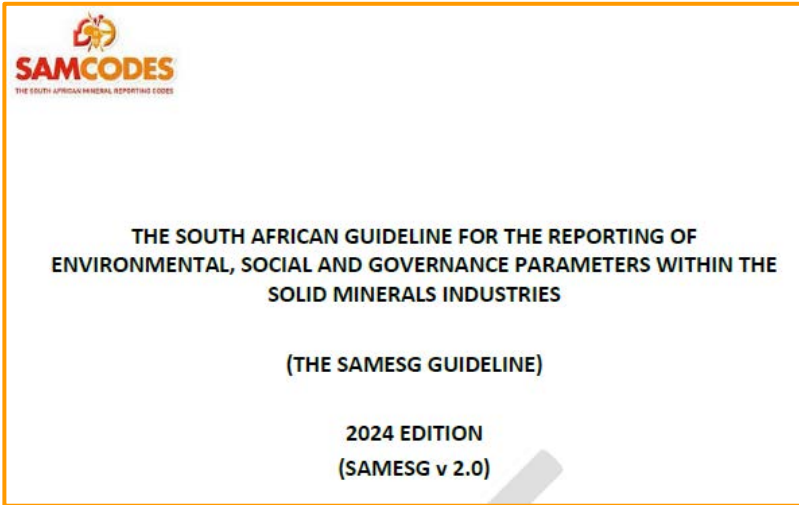 SAMCODES
THE SOUTH AFRICAN MINERAL REPORTING CODES
THE SOUTH AFRICAN GUIDELINE FOR THE REPORTING OF
ENVIRONMENTAL, SOCIAL AND GOVERNANCE PARAMETERS WITHIN THE
SOLID MINERALS INDUSTRIES
(THE SAMESG GUIDELINE)
2024 EDITION
(SAMESG v 2.0)